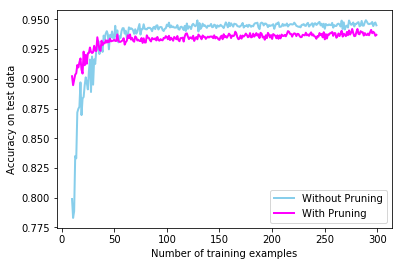 0.950
0.925
0.900
0.875
0.850
0.825
0.800
0.775
Accuracy on test data
0 50 100 150 200 250 300
Number of training examples
Without Pruning
With Pruning